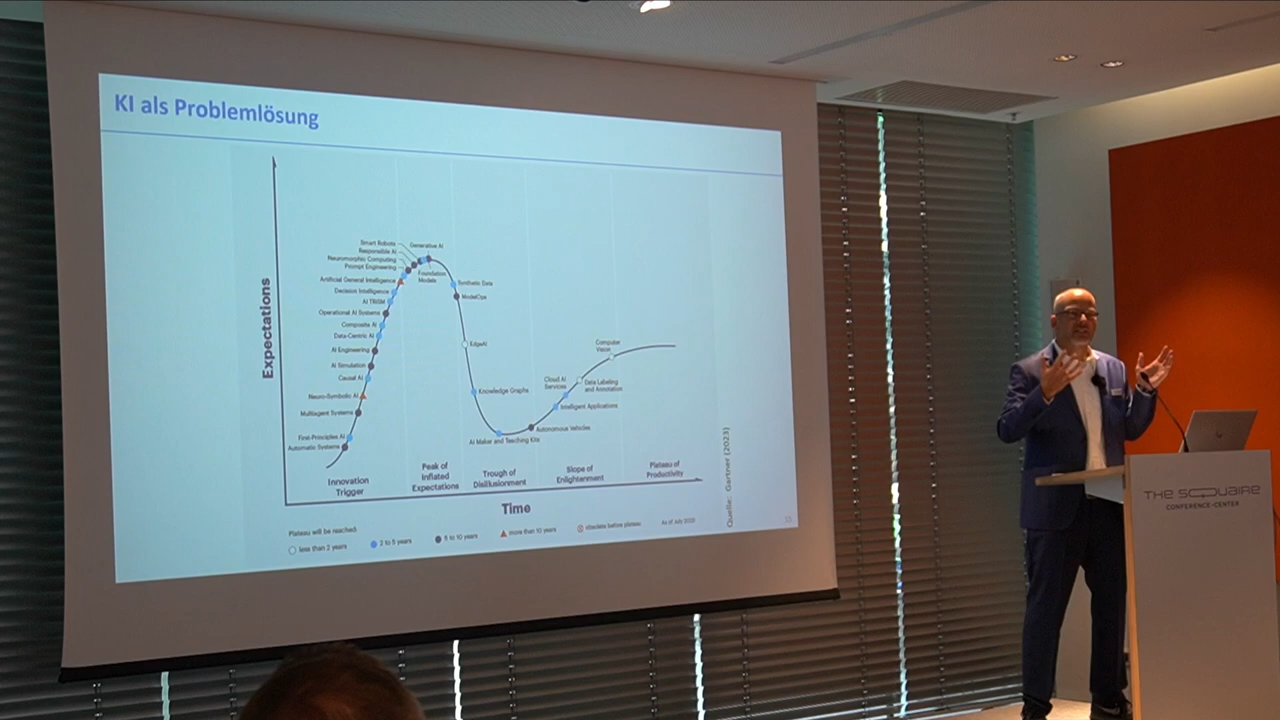 KI als Problemlösung
Expectations
Smart Robots
Responsible AI
Neuromorphic Computing
Prompt Engineering
Artificial General Intelligence
Decision Intelligence
AI TRiSM
Operational AI Systems
Composite AI
Data-Centric AI
AI Engineering
AI Simulation
Causal AI
Neuro-Symbolic AI
Multiagent Systems
First-Principles AI
Automatic Systems
Generative AI
Foundation
Models
Synthetic Data
ModelOps
EdgeAI
Knowledge Graphs
AI Maker and Teaching Kits
Autonomous Vehicles
Intelligent Applications
Cloud AI
Services
Data Labeling
and Annotation
Computer
Vision
Innovation
Trigger
Peak of
Inflated
Expectations
Trough of
Disillusionment
Slope of
Enlightenment
Plateau of
Productivity
Time
Plateau will be reached:
less than 2 years
2 to 5 years
5 to 10 years
more than 10 years
obsolete before plateau
As of July 2023
Quelle: Gartner (2023)
THE SQUAIRE
CONFERENCE-CENTER